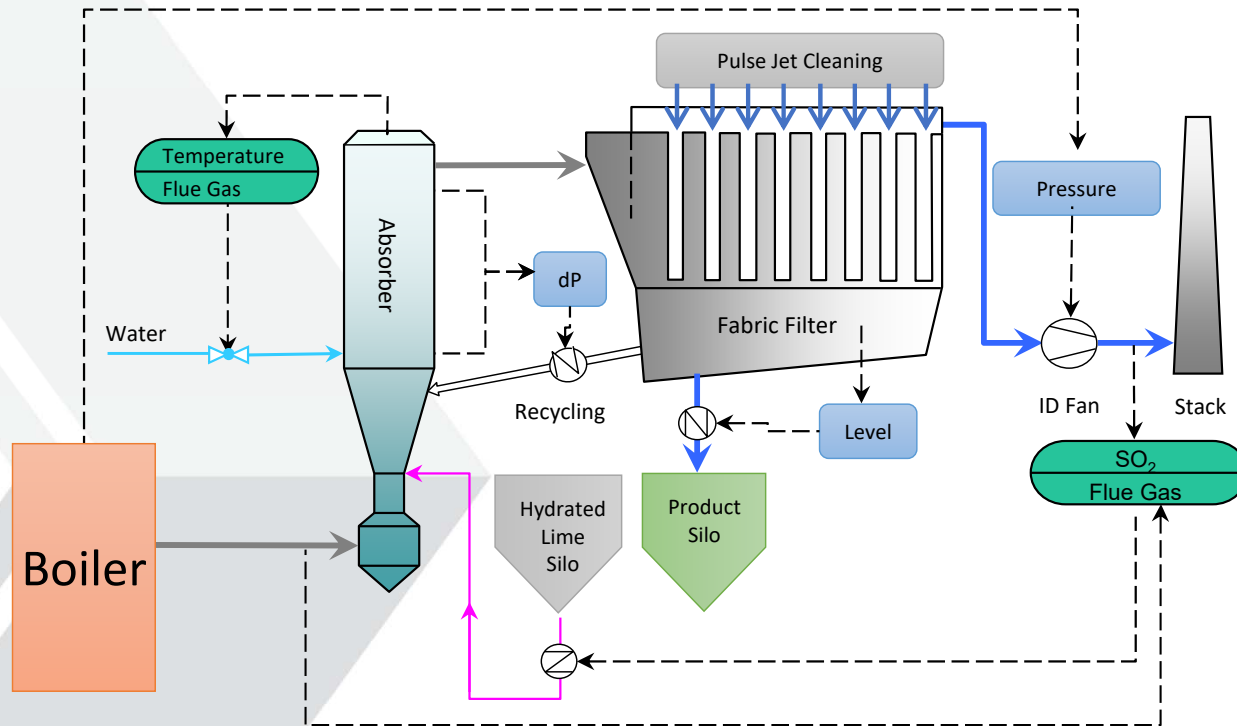 Pulse Jet Cleaning
Temperature
Flue Gas
Pressure
Absorber
dP
Fabric Filter
Water
Recycling
Level
ID Fan
Stack
SO₂
Flue Gas
Boiler
Hydrated
Lime
Silo
Product
Silo